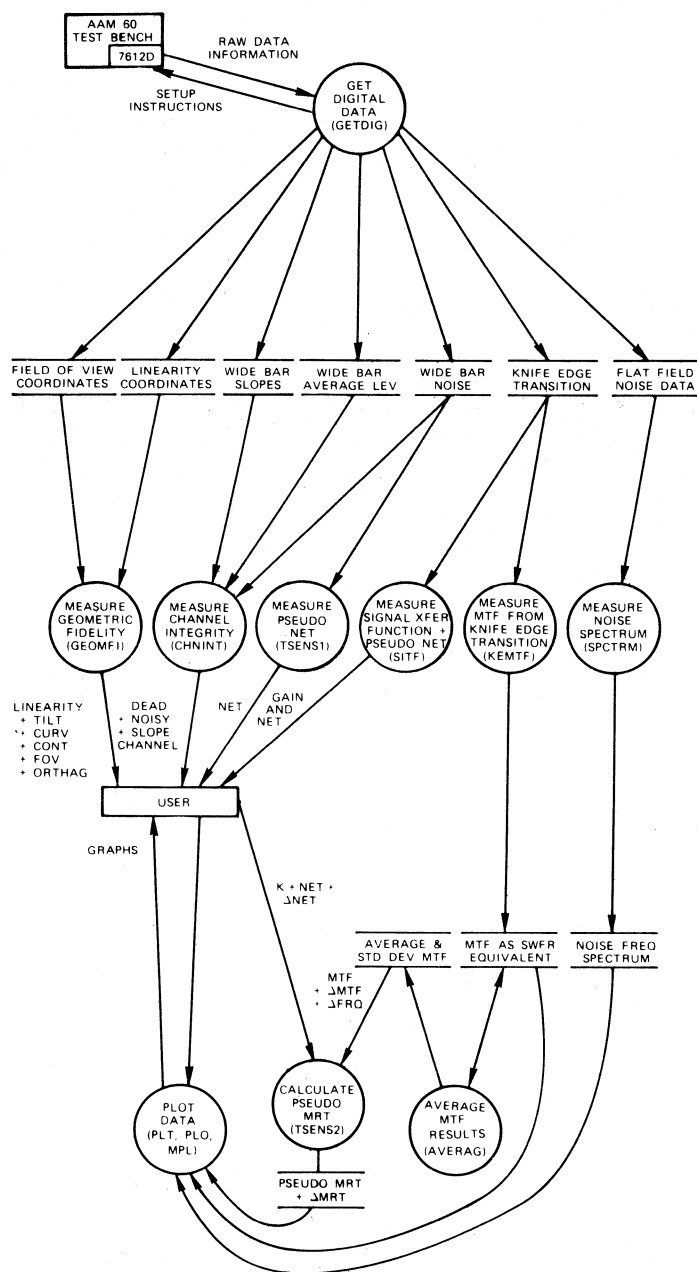 AAM 60
TEST BENCH
7612D
RAW DATA
INFORMATION
SETUP
INSTRUCTIONS
GET
DIGITAL
DATA
(GETDIG)
FIELD OF VIEW
COORDINATES
LINEARITY
COORDINATES
WIDE BAR
SLOPES
WIDE BAR
AVERAGE LEV
WIDE BAR
NOISE
KNIFE EDGE
TRANSITION
FLAT FIELD
NOISE DATA
MEASURE
GEOMETRIC
FIDELITY
(GEOMFI)
MEASURE
CHANNEL
INTEGRITY
(CHNINT)
MEASURE
PSEUDO
NET
(TSENS1)
MEASURE
SIGNAL XFER
FUNCTION +
PSEUDO NET
(SITF)
MEASURE
MTF FROM
KNIFE EDGE
TRANSITION
(KEMTF)
MEASURE
NOISE
SPECTRUM
(SPCTRM)
LINEARITY
+ TILT
+ CURV
+ CONT
+ FOV
+ ORTHAG
DEAD
+ NOISY
+ SLOPE
CHANNEL
NET
GAIN
AND
NET
USER
GRAPHS
K + NET +
ΔNET
AVERAGE &
STD DEV MTF
MTF AS SWFR
EQUIVALENT
NOISE FREQ
SPECTRUM
MTF
+ ΔMTF
+ ΔFRQ
PLOT
DATA
(PLT, PLO,
MPL)
CALCULATE
PSEUDO
MRT
(TSENS2)
AVERAGE
MTF
RESULTS
(AVERAG)
PSEUDO MRT
+ ΔMRT